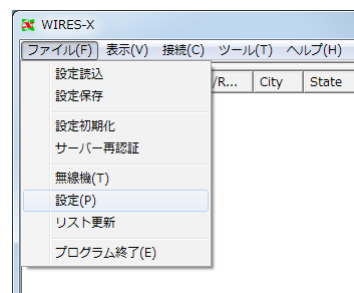 WIRES-X
ファイル(F) 表示(V) 接続(C) ツール(T) ヘルプ(H)
/R... City State
設定読込
設定保存
設定初期化
サーバー再認証
無線機(T)
設定(P)
リスト更新
プログラム終了(E)